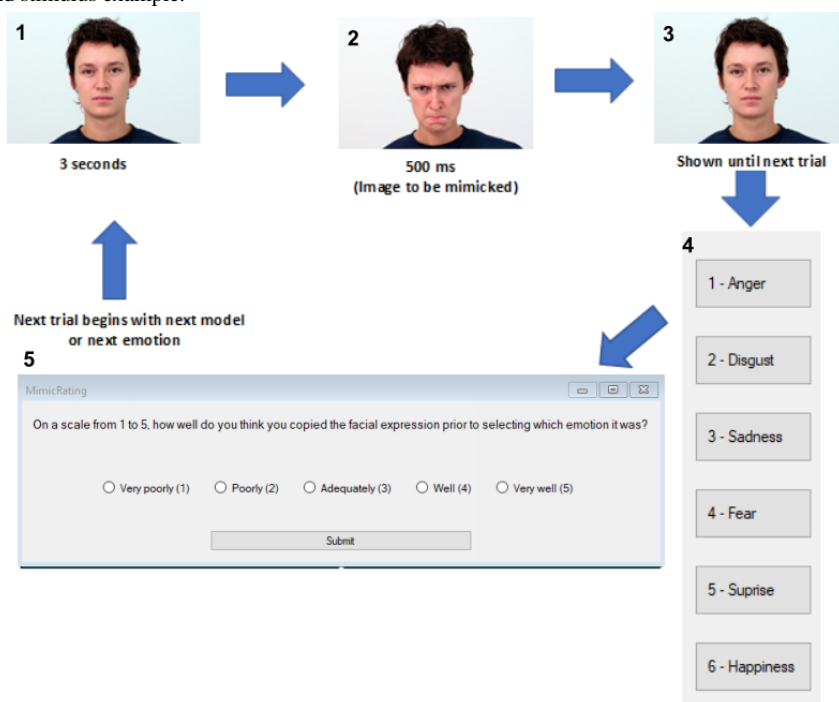 1
2
3
3 seconds
500 ms
(Image to be mimicked)
Shown until next trial
4
1 - Anger
2 - Disgust
3 - Sadness
4 - Fear
5 - Suprise
6 - Happiness
Next trial begins with next model
or next emotion
5
MimicRating
On a scale from 1 to 5, how well do you think you copied the facial expression prior to selecting which emotion it was?
Very poorly (1) Poorly (2) Adequately (3) Well (4) Very well (5)
Submit